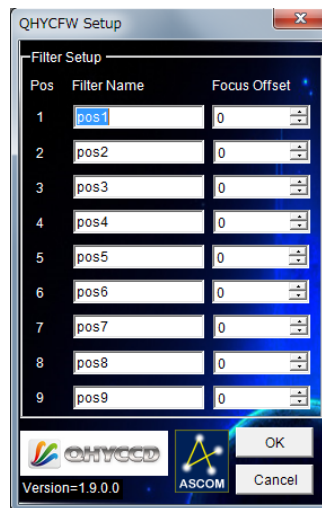 QHYCFW Setup
Filter Setup
Pos Filter Name Focus Offset
1 pos1 0
2 pos2 0
3 pos3 0
4 pos4 0
5 pos5 0
6 pos6 0
7 pos7 0
8 pos8 0
9 pos9 0
QHYCCD
ASCOM
OK
Cancel
Version=1.9.0.0